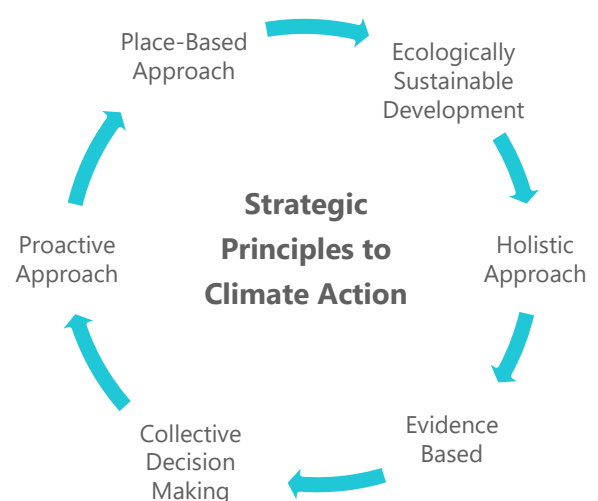 Place-Based
Approach
Ecologically
Sustainable
Development
Strategic
Principles to
Climate Action
Proactive
Approach
Holistic
Approach
Evidence
Based
Collective
Decision
Making